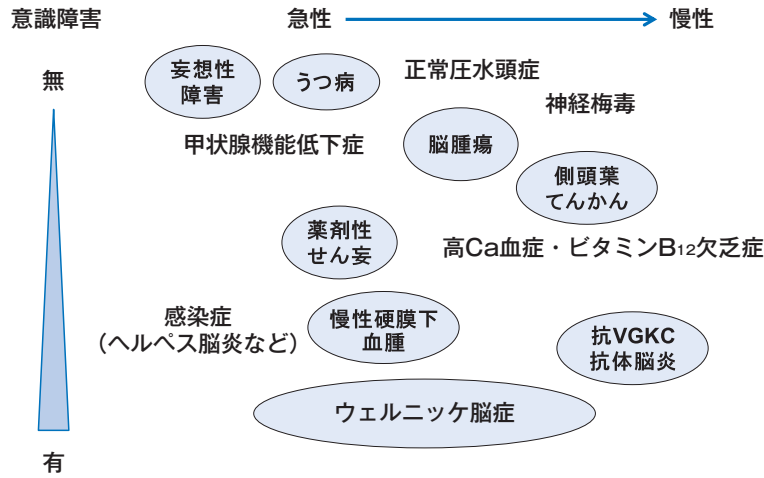 意識障害
急性
慢性
無
妄想性
障害
うつ病
正常圧水頭症
神経梅毒
甲状腺機能低下症
脳腫瘍
側頭葉
てんかん
薬剤性
せん妄
高Ca血症・ビタミンB12欠乏症
感染症
（ヘルペス脳炎など）
慢性硬膜下
血腫
抗VGKC
抗体脳炎
ウェルニッケ脳症
有